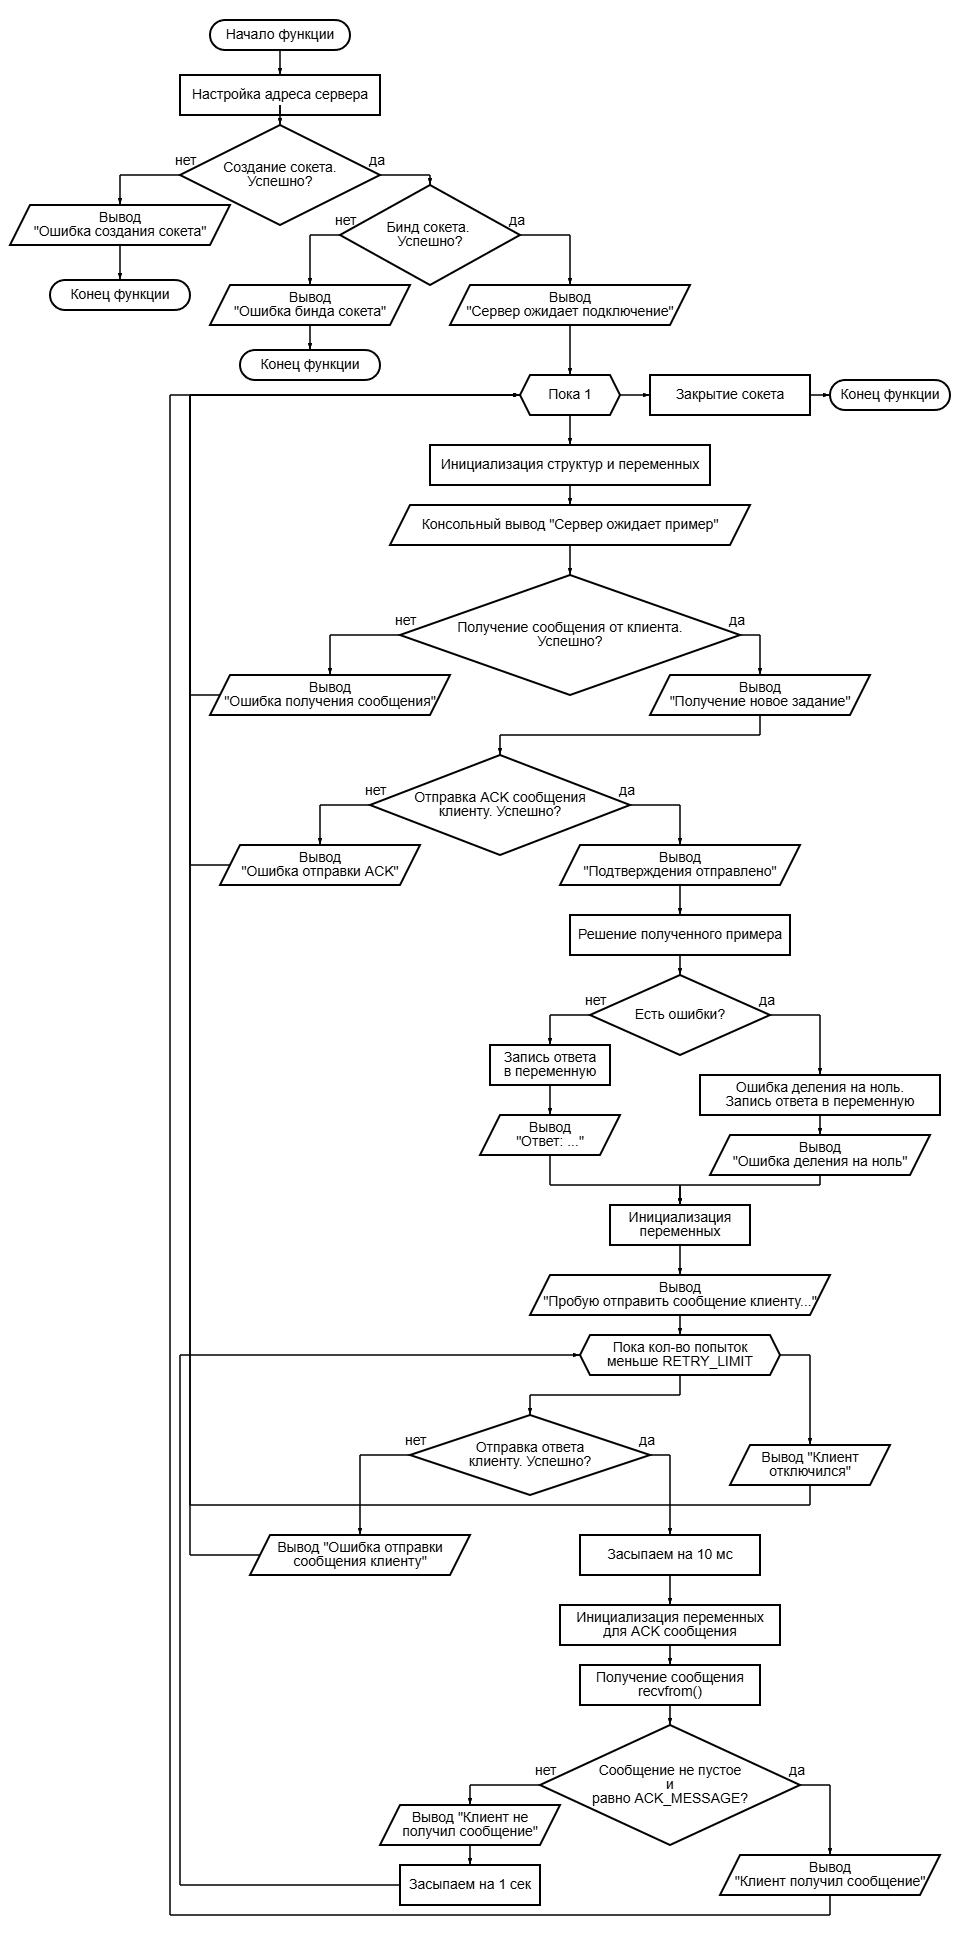 Начало функции
Настройка адреса сервера
нет
да
Создание сокета.
Успешно?
Вывод
"Ошибка создания сокета"
Конец функции
нет
да
Бинд сокета.
Успешно?
Вывод
"Ошибка бинда сокета"
Конец функции
Вывод
"Сервер ожидает подключение"
Пока 1
Закрытие сокета
Конец функции
Инициализация структур и переменных
Консольный вывод "Сервер ожидает пример"
нет
да
Получение сообщения от клиента.
Успешно?
Вывод
"Ошибка получения сообщения"
Вывод
"Получение новое задание"
нет
да
Отправка ACK сообщения
клиенту. Успешно?
Вывод
"Ошибка отправки ACK"
Вывод
"Подтверждения отправлено"
Решение полученного примера
нет
да
Есть ошибки?
Запись ответа
в переменную
Вывод
"Ответ: ..."
Ошибка деления на ноль.
Запись ответа в переменную
Вывод
"Ошибка деления на ноль"
Инициализация
переменных
Вывод
"Пробую отправить сообщение клиенту..."
Пока кол-во попыток
меньше RETRY_LIMIT
нет
да
Отправка ответа
клиенту. Успешно?
Вывод "Клиент
отключился"
Вывод "Ошибка отправки
сообщения клиенту"
Засыпаем на 10 мс
Инициализация переменных
для ACK сообщения
Получение сообщения
recvfrom()
нет
да
Сообщение не пустое
и
равно ACK_MESSAGE?
Вывод "Клиент не
получил сообщение"
Засыпаем на 1 сек
Вывод
"Клиент получил сообщение"